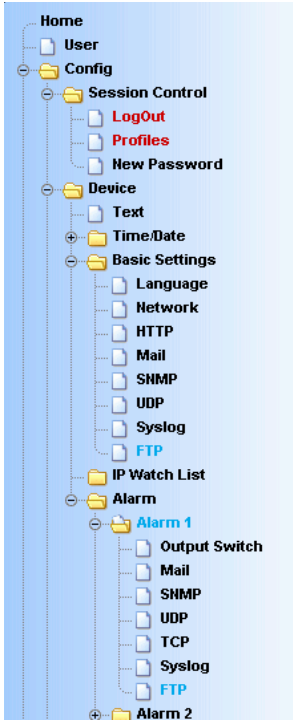 Home
User
Config
Session Control
LogOut
Profiles
New Password
Device
Text
Time/Date
Basic Settings
Language
Network
HTTP
Mail
SNMP
UDP
Syslog
FTP
IP Watch List
Alarm
Alarm 1
Output Switch
Mail
SNMP
UDP
TCP
Syslog
FTP
Alarm 2